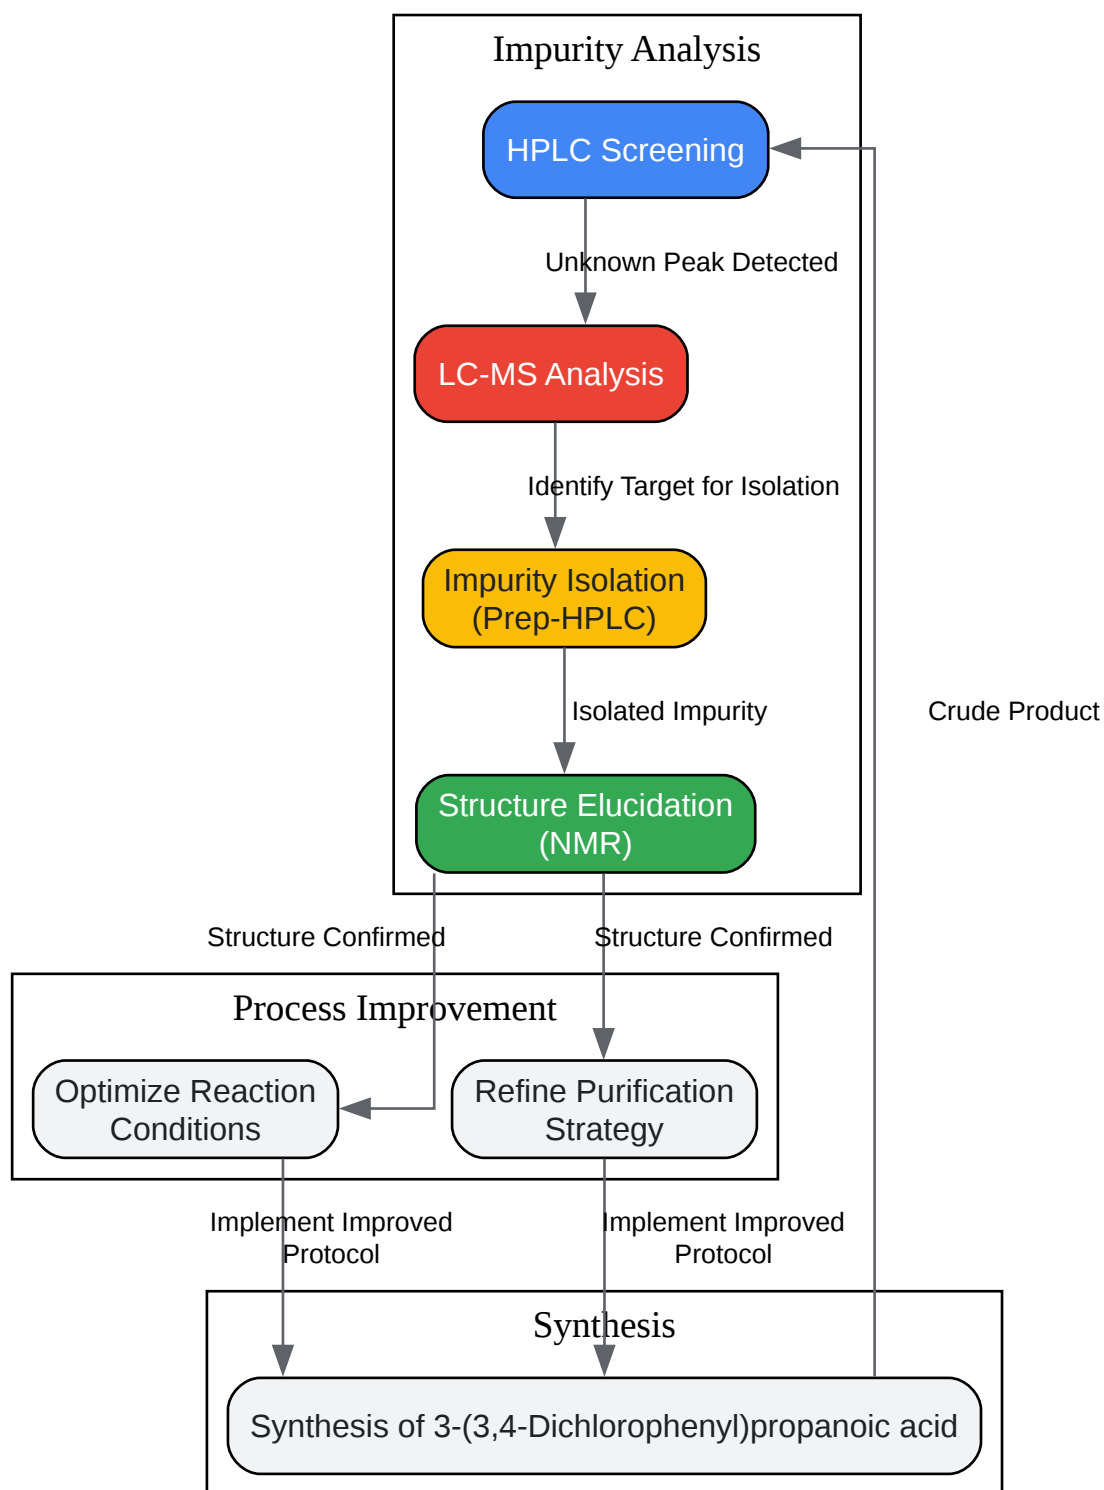 Impurity Analysis
HPLC Screening
Unknown Peak Detected
LC-MS Analysis
Identify Target for Isolation
Impurity Isolation
(Prep-HPLC)
Isolated Impurity
Crude Product
Structure Elucidation
(NMR)
Structure Confirmed
Structure Confirmed
Process Improvement
Optimize Reaction
Conditions
Refine Purification
Strategy
Implement Improved
Protocol
Implement Improved
Protocol
Synthesis
Synthesis of 3-(3,4-Dichlorophenyl)propanoic acid